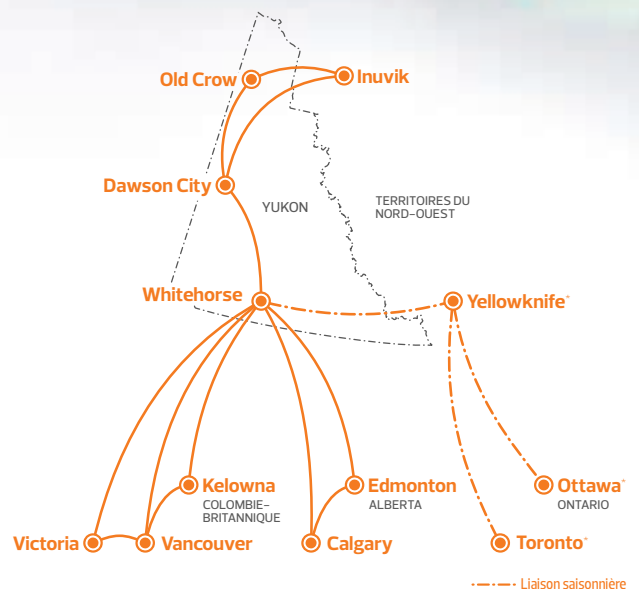 Old Crow
Inuvik
Dawson City
YUKON
TERRITOIRES DU
NORD-OUEST
Whitehorse
Yellowknife*
Kelowna
COLOMBIE-
BRITANNIQUE
Edmonton
ALBERTA
Ottawa*
ONTARIO
Victoria
Vancouver
Calgary
Toronto*
Liaison saisonnière